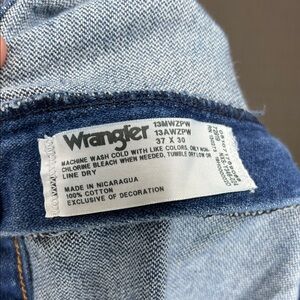 Wrangler
13MWZPW
13AWZPW
37 X 30
MACHINE WASH COLD WITH LIKE COLORS, ONLY NON-
CHLORINE BLEACH WHEN NEEDED, TUMBLE DRY LOW OR
LINE DRY
MADE IN NICARAGUA
100% COTTON
EXCLUSIVE OF DECORATION